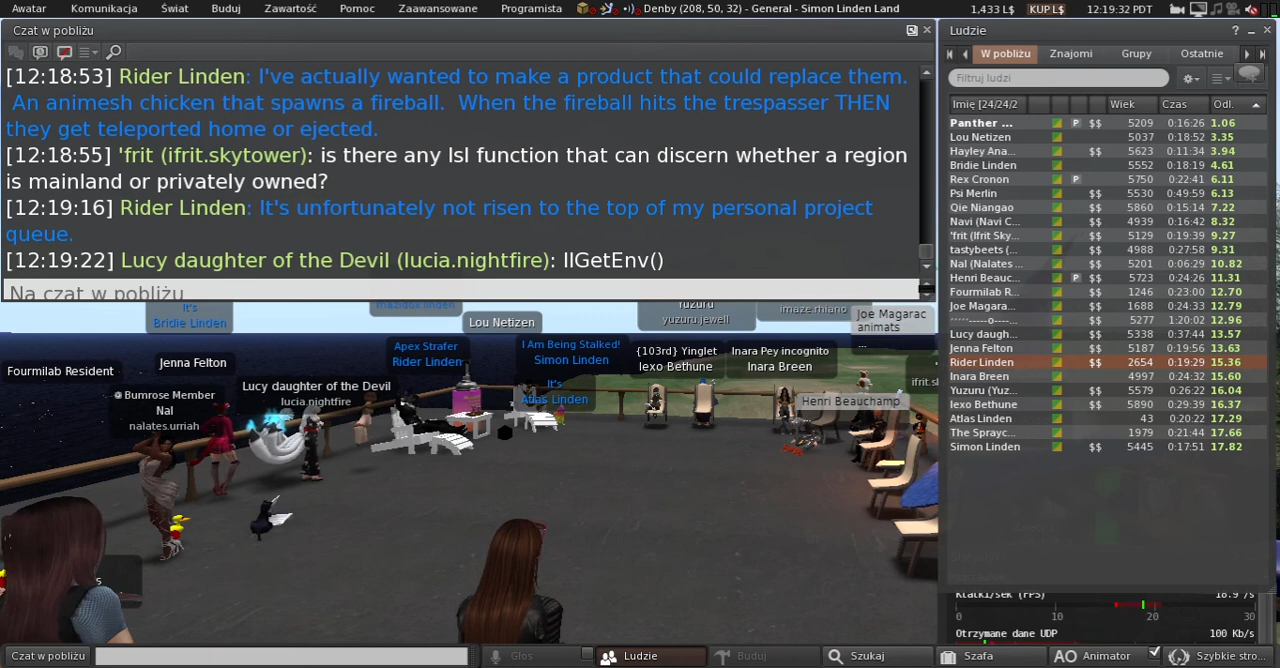 Awatar Komunikacja Świat Buduj Zawartość Pomoc Zaawansowane Programista Denby (208, 50, 32) - General - Simon Linden Land 1,433 L$ KUP L$ 12:19:32 PDT
Czat w pobliżu
[12:18:53] Rider Linden: I've actually wanted to make a product that could replace them.
An animesh chicken that spawns a fireball. When the fireball hits the trespasser THEN
they get teleported home or ejected.
[12:18:55] 'frit (ifrit.skytower): is there any lsl function that can discern whether a region
is mainland or privately owned?
[12:19:16] Rider Linden: It's unfortunately not risen to the top of my personal project
queue.
[12:19:22] Lucy daughter of the Devil (lucia.nightfire): llGetEnv()
Na czat w pobliżu
Ludzie
W pobliżu Znajomi Grupy Ostatnie
Filtruj ludzi
Imię [24/24/2 Wiek Czas Odl.
Panther ... P $$ 5209 0:16:26 1.06
Lou Netizen 5037 0:18:52 3.35
Hayley Ana... $$ 5623 0:11:34 3.94
Bridie Linden 5552 0:18:19 4.61
Rex Cronon P 5750 0:22:41 6.11
Psi Merlin $$ 5530 0:49:59 6.13
Qie Niangao $$ 5860 0:15:14 7.22
Navi (Navi C... $$ 4939 0:16:42 8.32
'frit (Ifrit Sky... $$ 5129 0:19:39 9.27
tastybeets (... $$ 4988 0:27:58 9.31
Nal (Nalates ... $$ 5201 0:06:29 10.82
Henri Beauc... P $$ 5723 0:24:26 11.31
Fourmilab R... $$ 1246 0:23:00 12.70
Joe Magara... $$ 1688 0:24:33 12.79
$$ 5277 1:20:02 12.96
Lucy daugh... $$ 5338 0:37:44 13.57
Jenna Felton $$ 5187 0:19:56 13.63
Rider Linden $$ 2654 0:19:29 15.36
Inara Breen 4997 0:24:32 15.60
Yuzuru (Yuz... $$ 5579 0:26:22 16.04
Iexo Bethune $$ 5890 0:29:39 16.37
Atlas Linden 43 0:20:22 17.29
The Sprayc... 1979 0:21:44 17.66
Simon Linden $$ 5445 0:17:51 17.82
It's
Bridie Linden
mazidox.linden
Lou Netizen
Yuzuru
yuzuru.jewell
imaze.rhiano
Joe Magarac
animats
...
Fourmilab Resident
Jenna Felton
Apex Strafer
Rider Linden
I Am Being Stalked!
Simon Linden
{103rd} Yinglet
Iexo Bethune
Inara Pey incognito
Inara Breen
Bumrose Member
Nal
nalates.urriah
Lucy daughter of the Devil
lucia.nightfire
It's
Atlas Linden
Henri Beauchamp
ifrit.sk
Klatki/sek (FPS) 18.9 /s
0 10 20 30
Otrzymane dane UDP 100 Kb/s
Czat w pobliżu Głos Ludzie Buduj Szukaj Szafa AO Animator Szybkie stro...